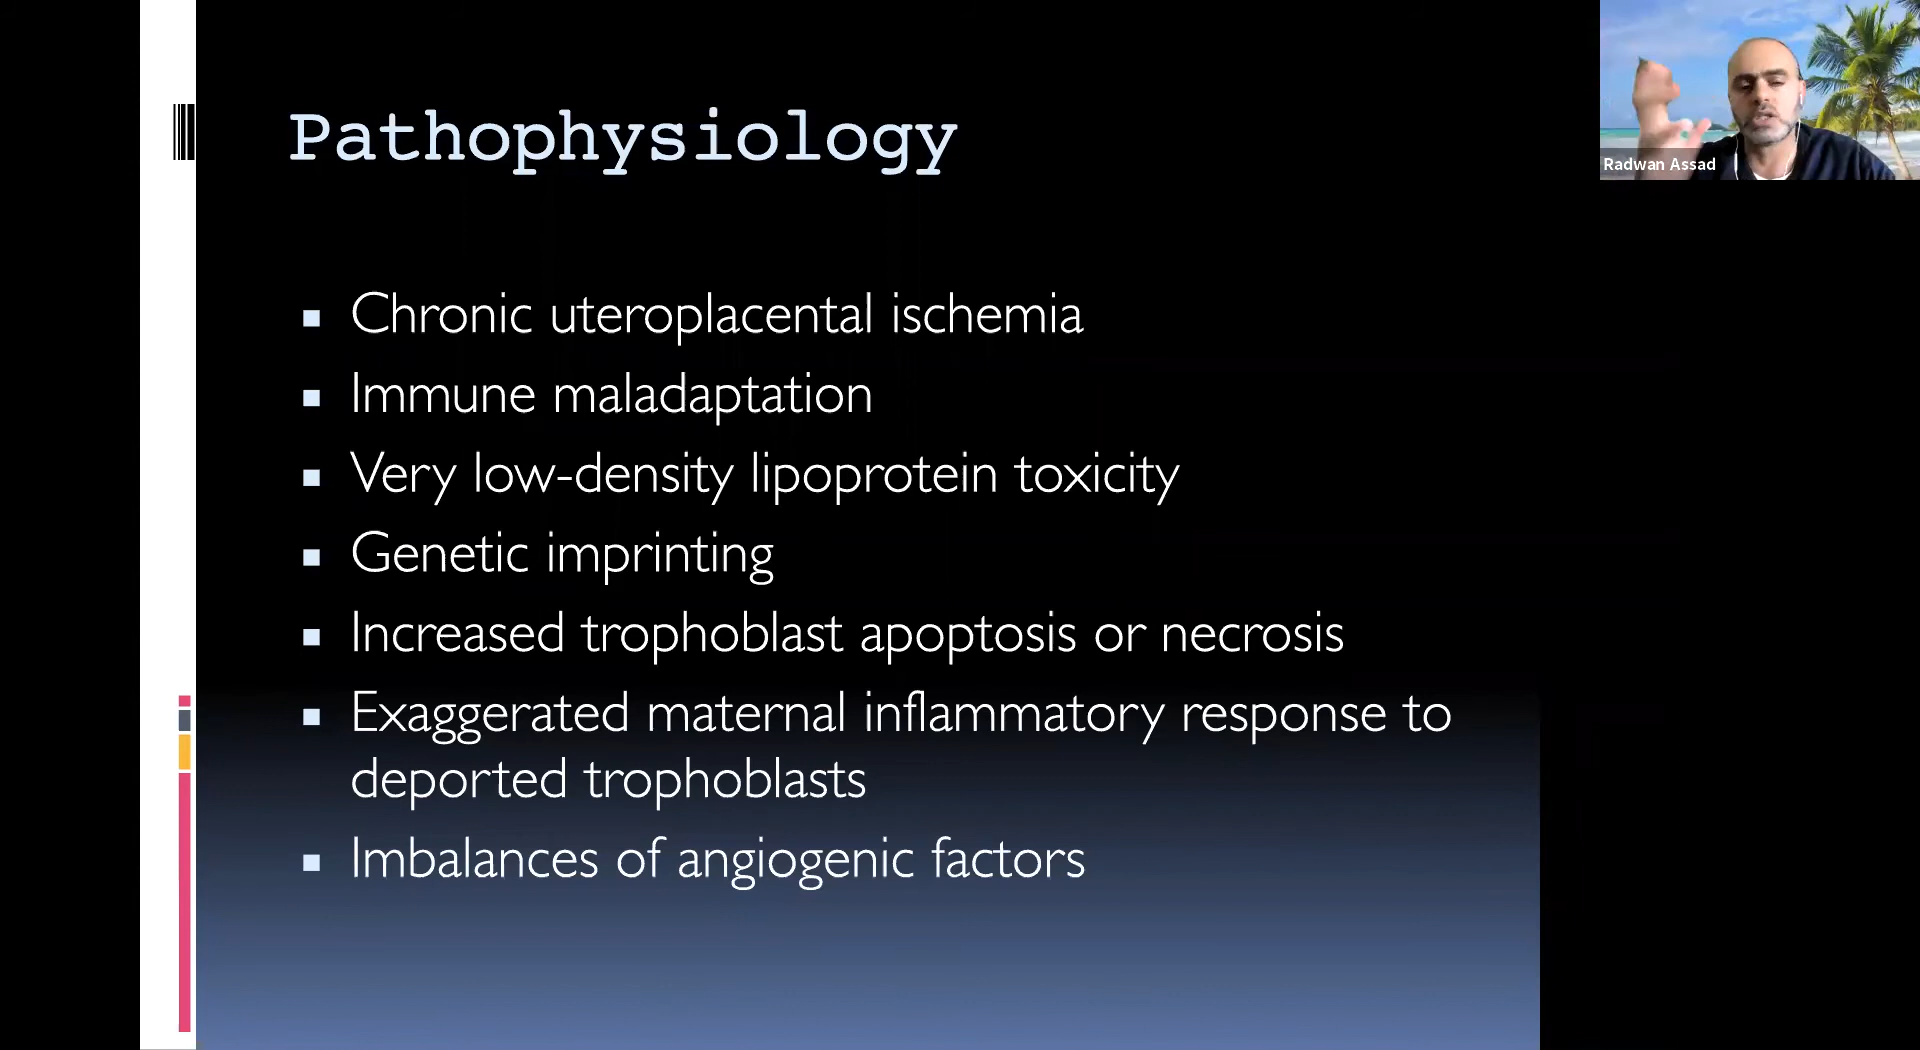 Pathophysiology
Radwan Assad
Chronic uteroplacental ischemia
Immune maladaptation
Very low-density lipoprotein toxicity
Genetic imprinting
Increased trophoblast apoptosis or necrosis
Exaggerated maternal inflammatory response to
deported trophoblasts
Imbalances of angiogenic factors